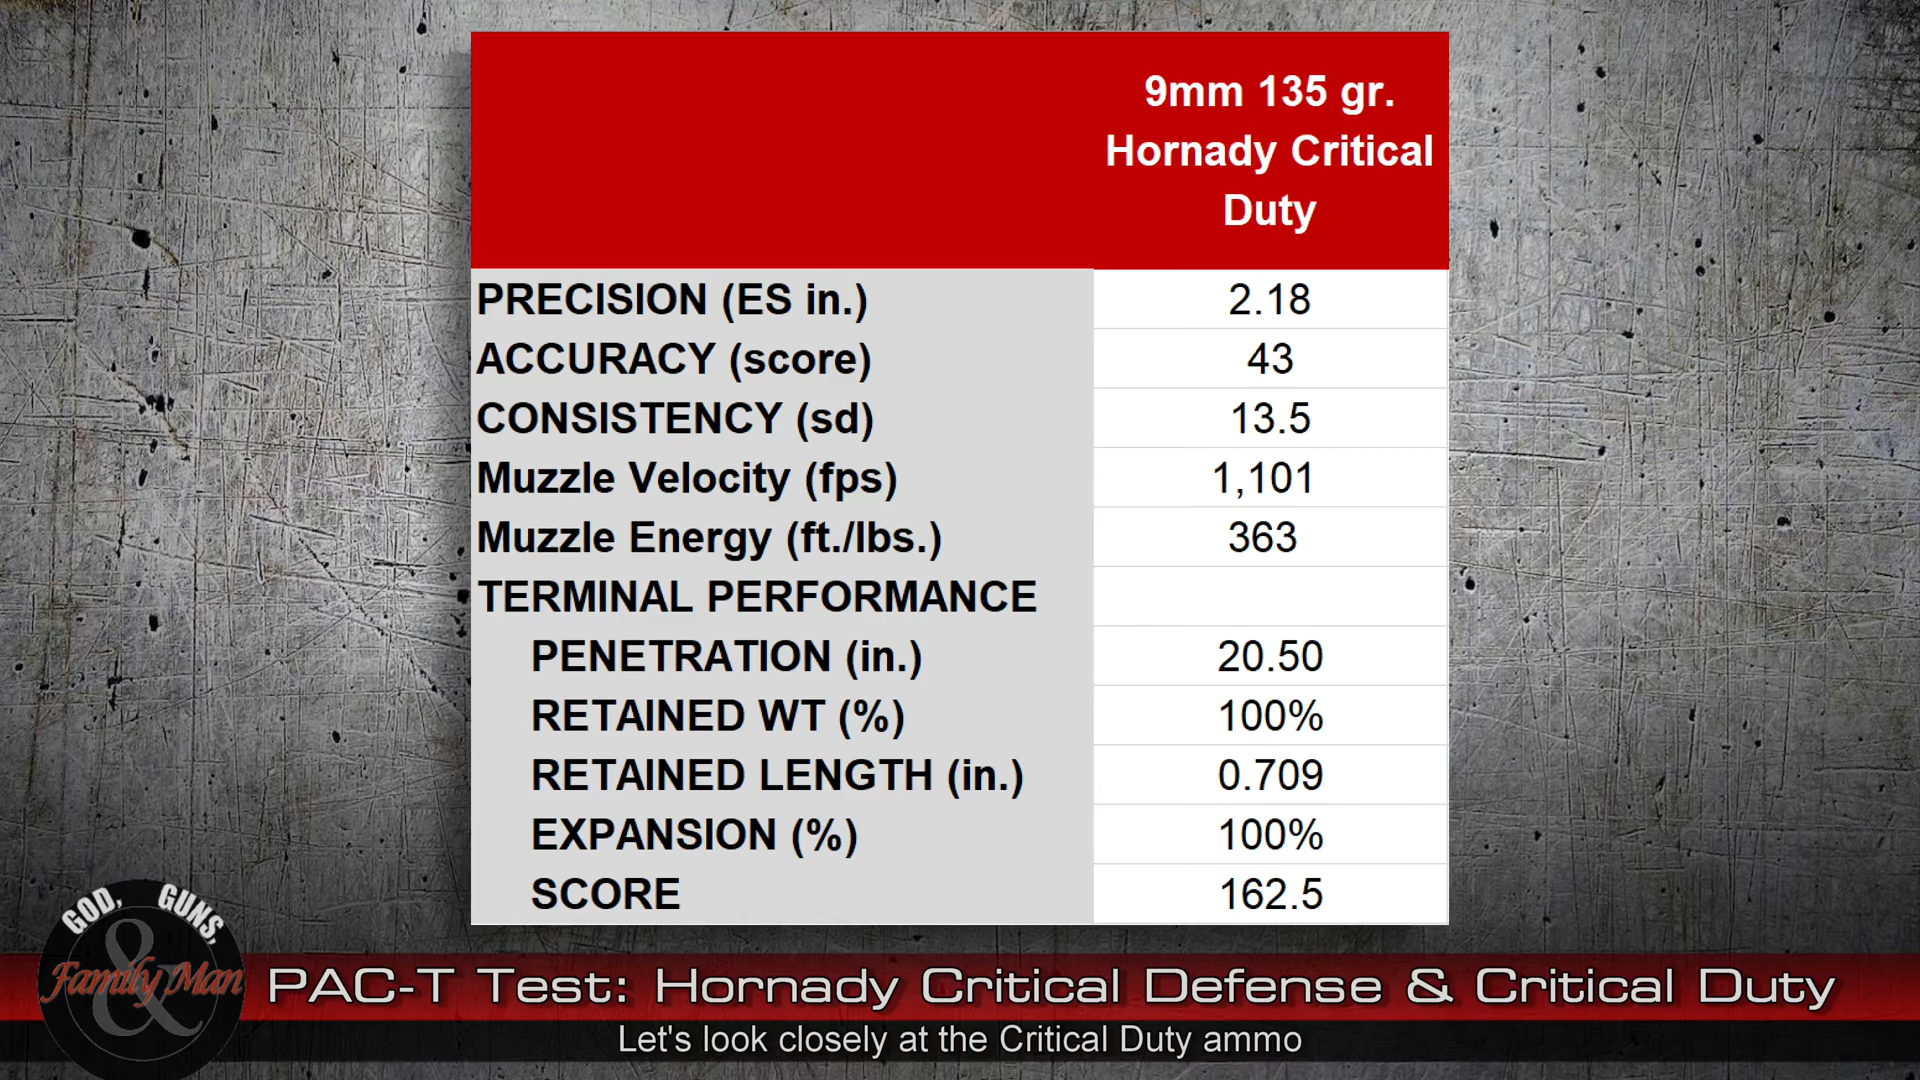 9mm 135 gr.
Hornady Critical
Duty
PRECISION (ES in.) 2.18
ACCURACY (score) 43
CONSISTENCY (sd) 13.5
Muzzle Velocity (fps) 1,101
Muzzle Energy (ft./lbs.) 363
TERMINAL PERFORMANCE
PENETRATION (in.) 20.50
RETAINED WT (%) 100%
RETAINED LENGTH (in.) 0.709
EXPANSION (%) 100%
SCORE 162.5
GOD, GUNS,
&
Family Man
PAC-T Test: Hornady Critical Defense & Critical Duty
Let's look closely at the Critical Duty ammo